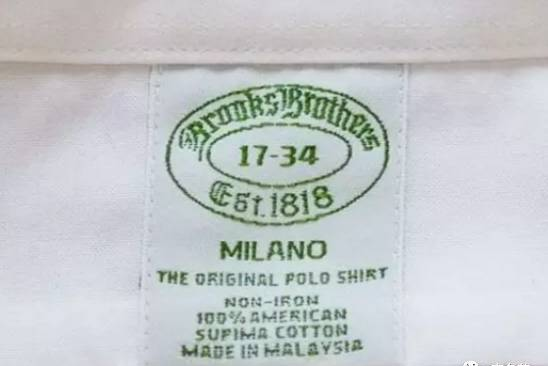 Brooks Brothers
17-34
Est. 1818
MILANO
THE ORIGINAL POLO SHIRT
NON-IRON
100% AMERICAN
SUPIMA COTTON
MADE IN MALAYSIA